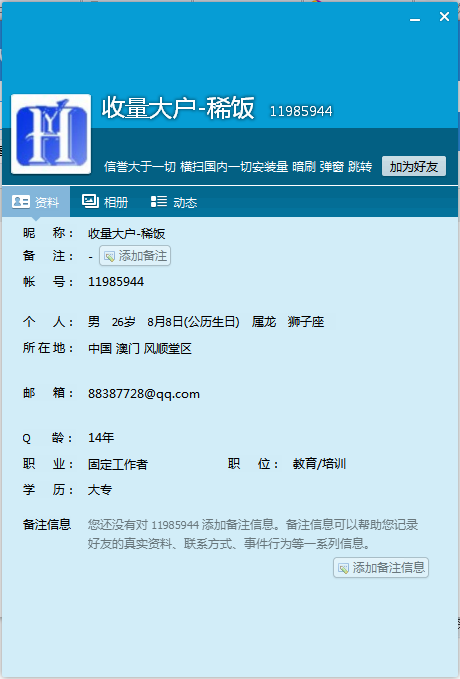 收量大户-稀饭 11985944
信誉大于一切 横扫国内一切安装量 暗刷 弹窗 跳转 加为好友
资料 相册 动态
昵 称： 收量大户-稀饭
备 注： - 添加备注
帐 号： 11985944
个 人： 男 26岁 8月8日(公历生日) 属龙 狮子座
所在地： 中国 澳门 风顺堂区
邮 箱： 88387728@qq.com
Q 龄： 14年
职 业： 固定工作者 职 位： 教育/培训
学 历： 大专
备注信息 您还没有对 11985944 添加备注信息。备注信息可以帮助您记录
好友的真实资料、联系方式、事件行为等一系列信息。
添加备注信息